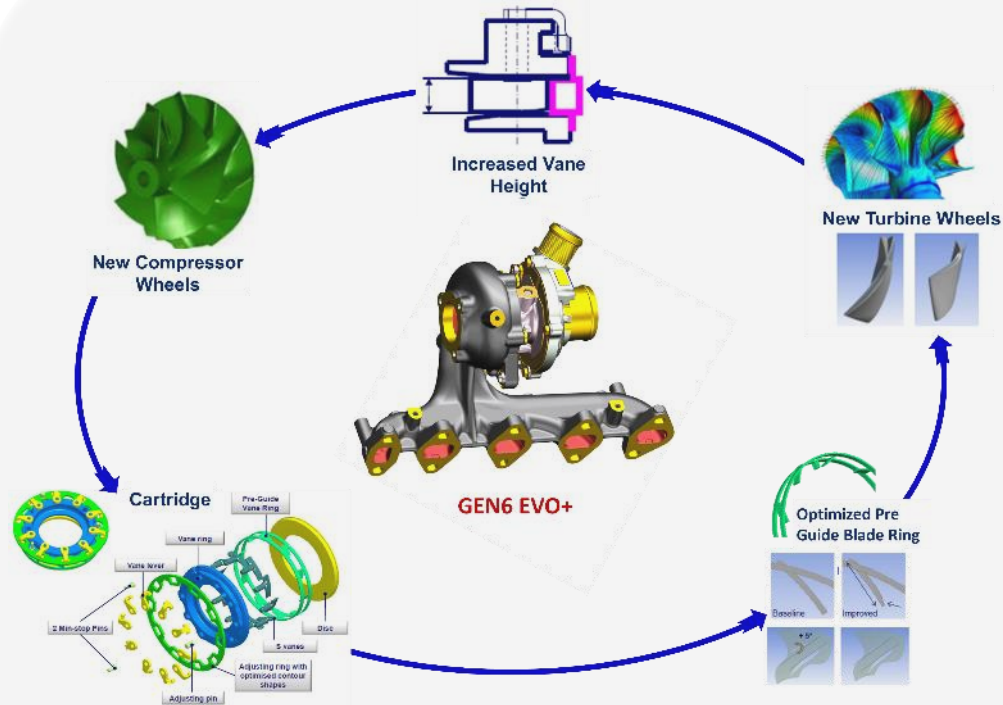 Increased Vane
Height
New Compressor
Wheels
New Turbine Wheels
GEN6 EVO+
Cartridge
Pre-Guide
Vane Ring
Vane ring
Vane lever
2 Min-stop Pins
Disc
S vanes
Adjusting ring with
optimised contour
shapes
Adjusting pin
Optimized Pre
Guide Blade Ring
Baseline
Improved
+ 5°